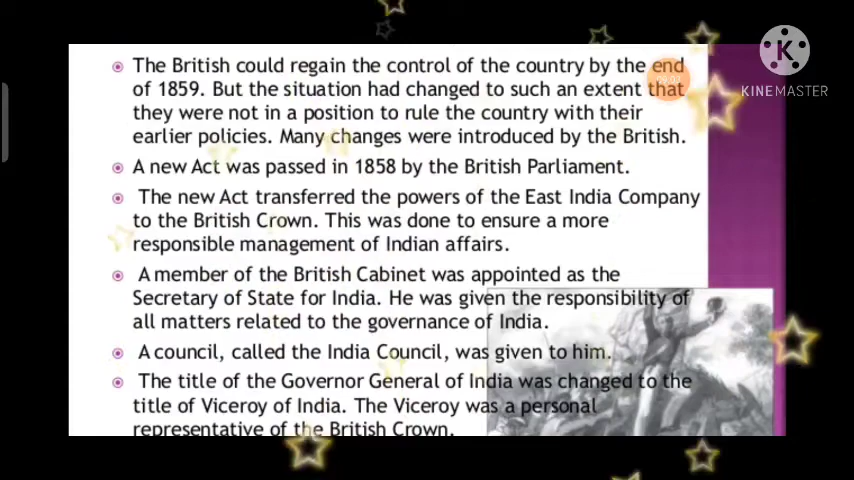 The British could regain the control of the country by the end
of 1859. But the situation had changed to such an extent that
they were not in a position to rule the country with their
earlier policies. Many changes were introduced by the British.
A new Act was passed in 1858 by the British Parliament.
The new Act transferred the powers of the East India Company
to the British Crown. This was done to ensure a more
responsible management of Indian affairs.
A member of the British Cabinet was appointed as the
Secretary of State for India. He was given the responsibility of
all matters related to the governance of India.
A council, called the India Council, was given to him.
The title of the Governor General of India was changed to the
title of Viceroy of India. The Viceroy was a personal
representative of the British Crown.
K
KINEMASTER